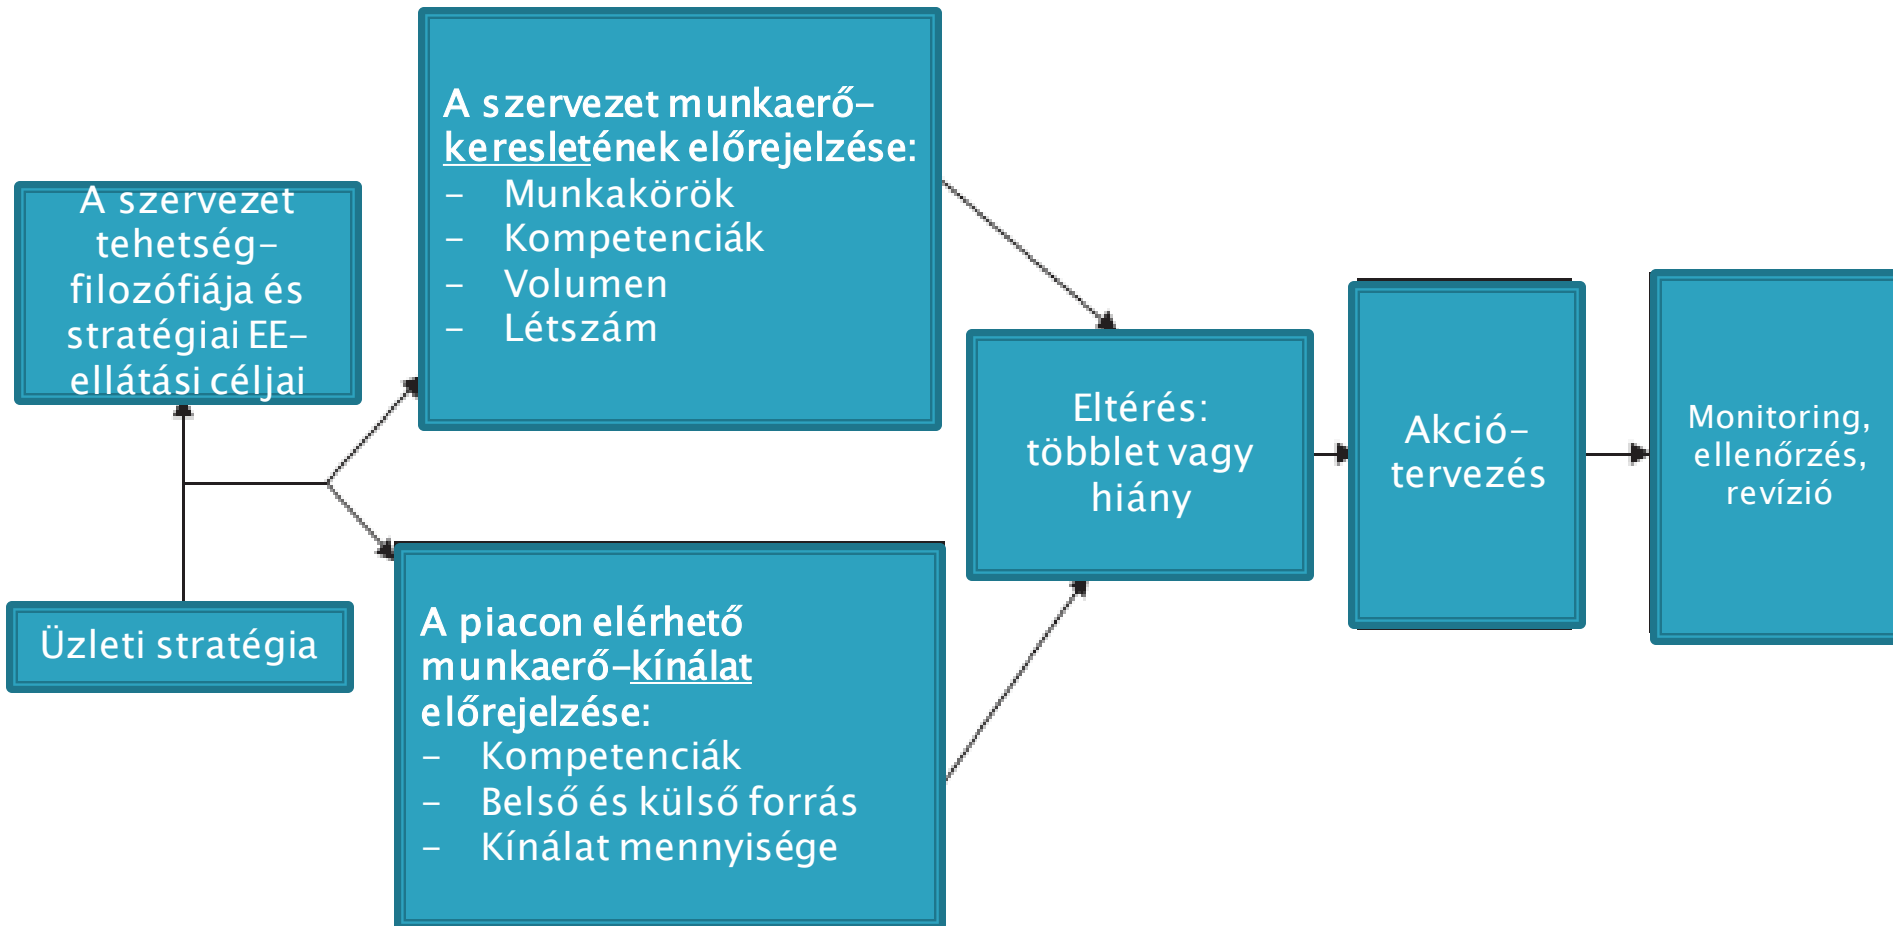 A szervezet
tehetség-
filozófiája és
stratégiai EE-
ellátási céljai
Üzleti stratégia
A szervezet munkaerő-
keresletének előrejelzése:
- Munkakörök
- Kompetenciák
- Volumen
- Létszám
A piacon elérhető
munkaerő-kínálat
előrejelzése:
- Kompetenciák
- Belső és külső forrás
- Kínálat mennyisége
Eltérés:
többlet vagy
hiány
Akció-
tervezés
Monitoring,
ellenőrzés,
revízió